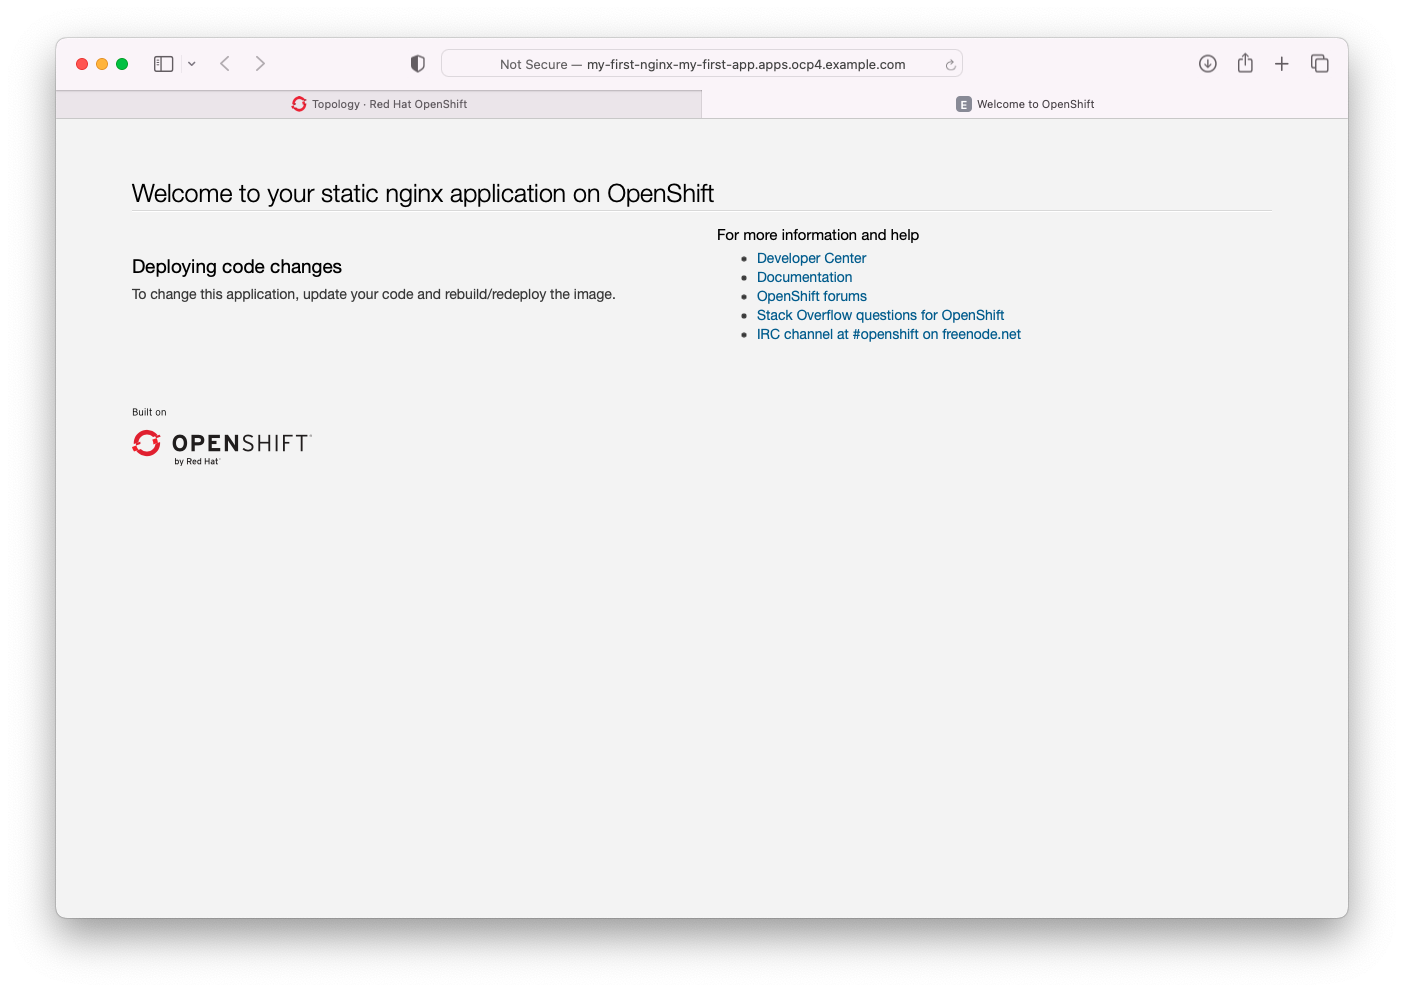 Not Secure — my-first-nginx-my-first-app.apps.ocp4.example.com
Topology · Red Hat OpenShift
E Welcome to OpenShift
Welcome to your static nginx application on OpenShift
Deploying code changes
To change this application, update your code and rebuild/redeploy the image.
For more information and help
Developer Center
Documentation
OpenShift forums
Stack Overflow questions for OpenShift
IRC channel at #openshift on freenode.net
Built on
OPENSHIFT
by Red Hat